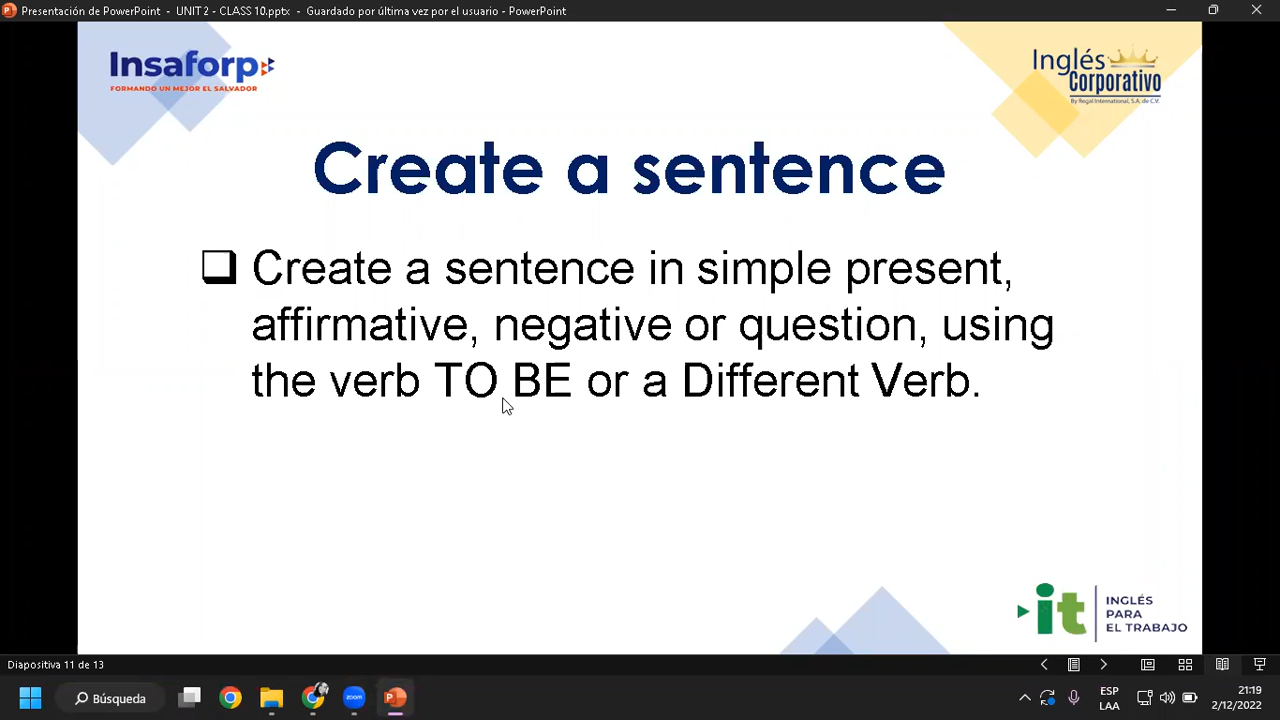 Presentación de PowerPoint - UNIT 2 - CLASS 10.pptx - Guardado por última vez por el usuario - PowerPoint
Insaforp
FORMANDO UN MEJOR EL SALVADOR
Inglés
Corporativo
By Regal International, S.A. de C.V.
Create a sentence
Create a sentence in simple present,
affirmative, negative or question, using
the verb TO BE or a Different Verb.
it
INGLÉS
PARA
EL TRABAJO
Diapositiva 11 de 13
Búsqueda
zoom
ESP
LAA
21:19
2/12/2022